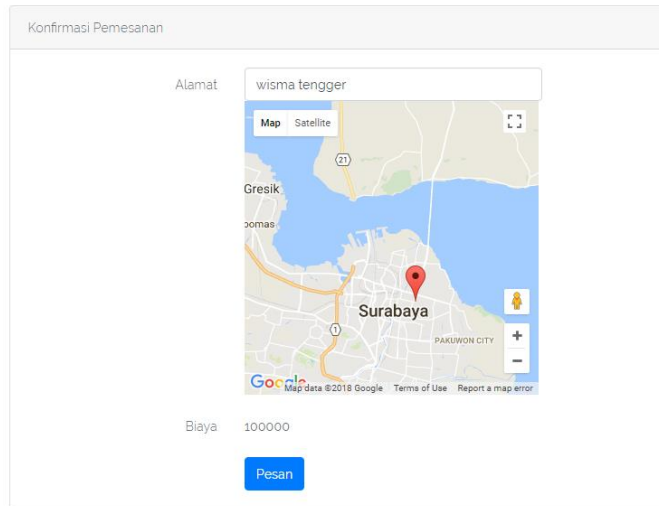 Konfirmasi Pemesanan
Alamat
wisma tengger
Map Satellite
21
Gresik
bomas
Surabaya
1
PAKUWON CITY
+
−
Google
Map data ©2018 Google Terms of Use Report a map error
Biaya 100000
Pesan